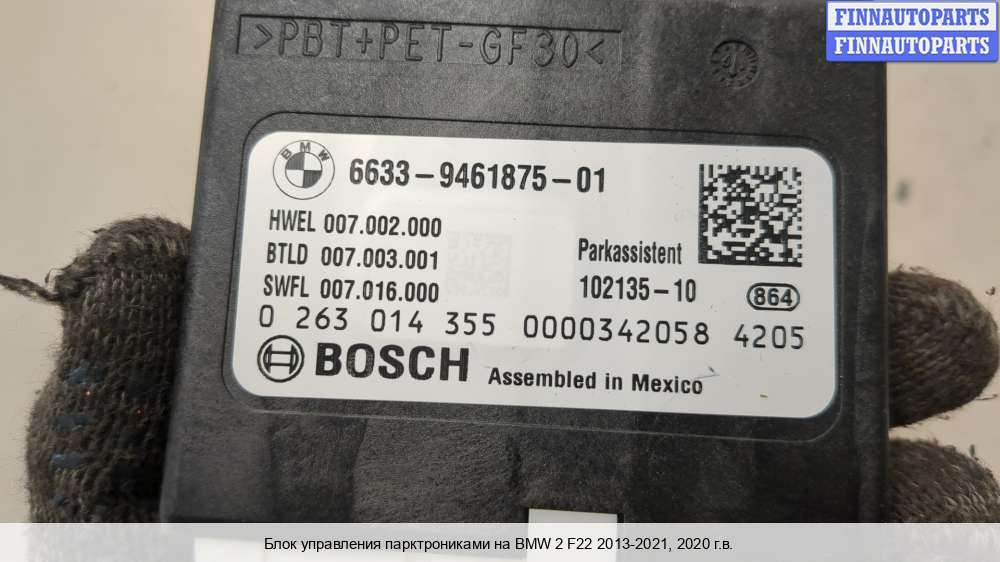 FINNAUTOPARTS
FINNAUTOPARTS
>PBT+PET-GF30<
BMW
6633-9461875-01
HWEL 007.002.000
BTLD 007.003.001
SWFL 007.016.000
Parkassistent
102135-10
864
0 263 014 355 0000342058 4205
BOSCH Assembled in Mexico
Блок управления парктрониками на BMW 2 F22 2013-2021, 2020 г.в.